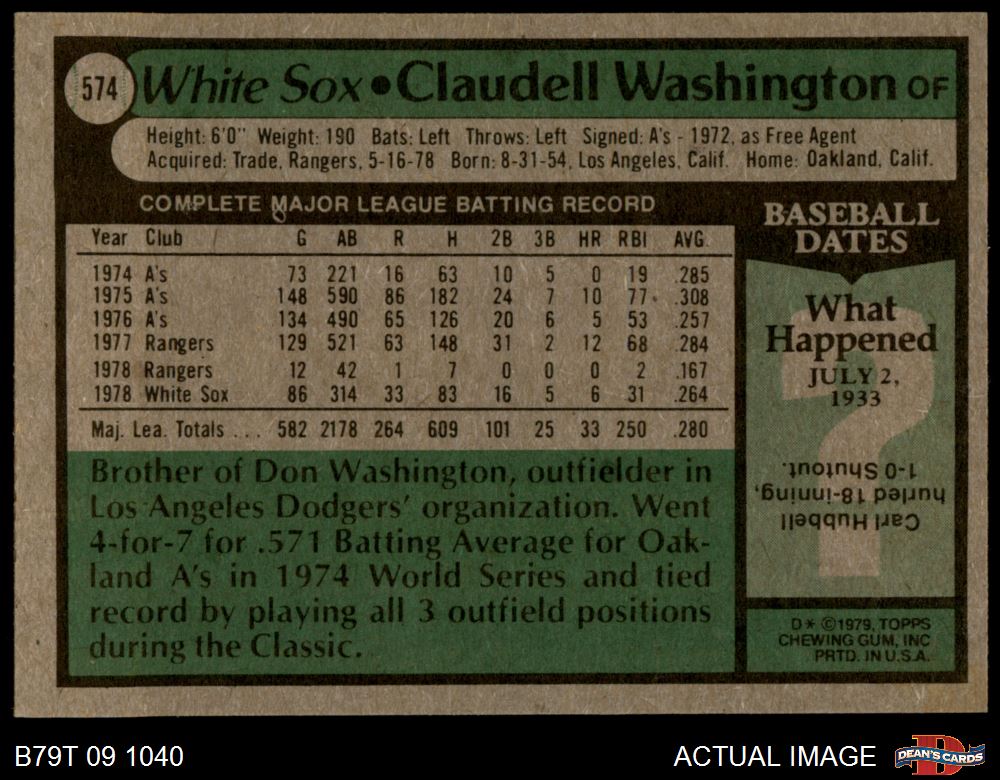 574 White Sox • Claudell Washington OF
Height: 6'0" Weight: 190 Bats: Left Throws: Left Signed: A's - 1972, as Free Agent
Acquired: Trade, Rangers, 5-16-78 Born: 8-31-54, Los Angeles, Calif. Home: Oakland, Calif.
COMPLETE MAJOR LEAGUE BATTING RECORD
Year Club G AB R H 2B 3B HR RBI AVG.
1974 A's 73 221 16 63 10 5 0 19 .285
1975 A's 148 590 86 182 24 7 10 77 .308
1976 A's 134 490 65 126 20 6 5 53 .257
1977 Rangers 129 521 63 148 31 2 12 68 .284
1978 Rangers 12 42 1 7 0 0 0 2 .167
1978 White Sox 86 314 33 83 16 5 6 31 .264
Maj. Lea. Totals ... 582 2178 264 609 101 25 33 250 .280
Brother of Don Washington, outfielder in
Los Angeles Dodgers' organization. Went
4-for-7 for .571 Batting Average for Oak-
land A's in 1974 World Series and tied
record by playing all 3 outfield positions
during the Classic.
BASEBALL
DATES
What
Happened
JULY 2,
1933
?
Carl Hubbell
hurled 18-inning,
1-0 Shutout.
D* ©1979, TOPPS
CHEWING GUM, INC
PRTD. IN U.S.A.
B79T 09 1040
ACTUAL IMAGE
D
DEAN'S CARDS